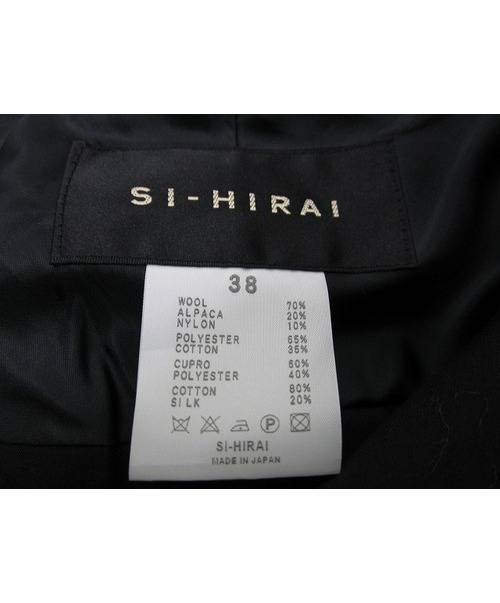 SI-HIRAI
38
WOOL 70%
ALPACA 20%
NYLON 10%
POLYESTER 65%
COTTON 35%
CUPRO 60%
POLYESTER 40%
COTTON 80%
SILK 20%
P
SI-HIRAI
MADE IN JAPAN